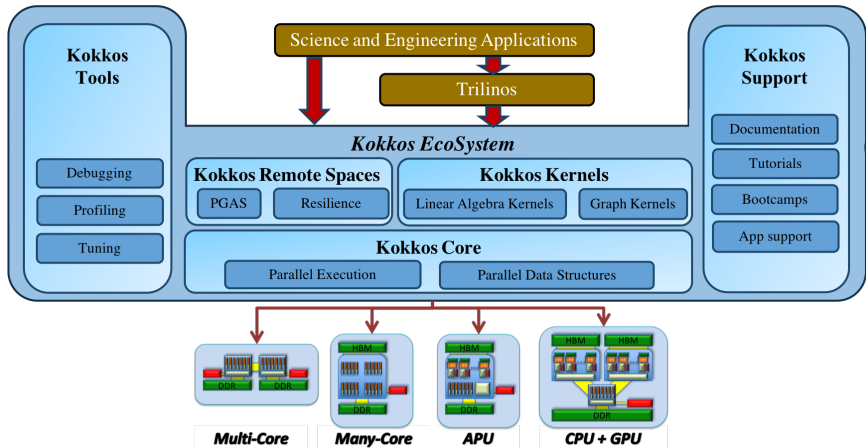 Kokkos
Tools
Debugging
Profiling
Tuning
Science and Engineering Applications
Trilinos
Kokkos EcoSystem
Kokkos Remote Spaces
PGAS
Resilience
Kokkos Kernels
Linear Algebra Kernels
Graph Kernels
Kokkos Core
Parallel Execution
Parallel Data Structures
Kokkos
Support
Documentation
Tutorials
Bootcamps
App support
DDR
DDR
Multi-Core
HBM
DDR
Many-Core
HBM
DDR
APU
HBM
HBM
DDR
CPU + GPU